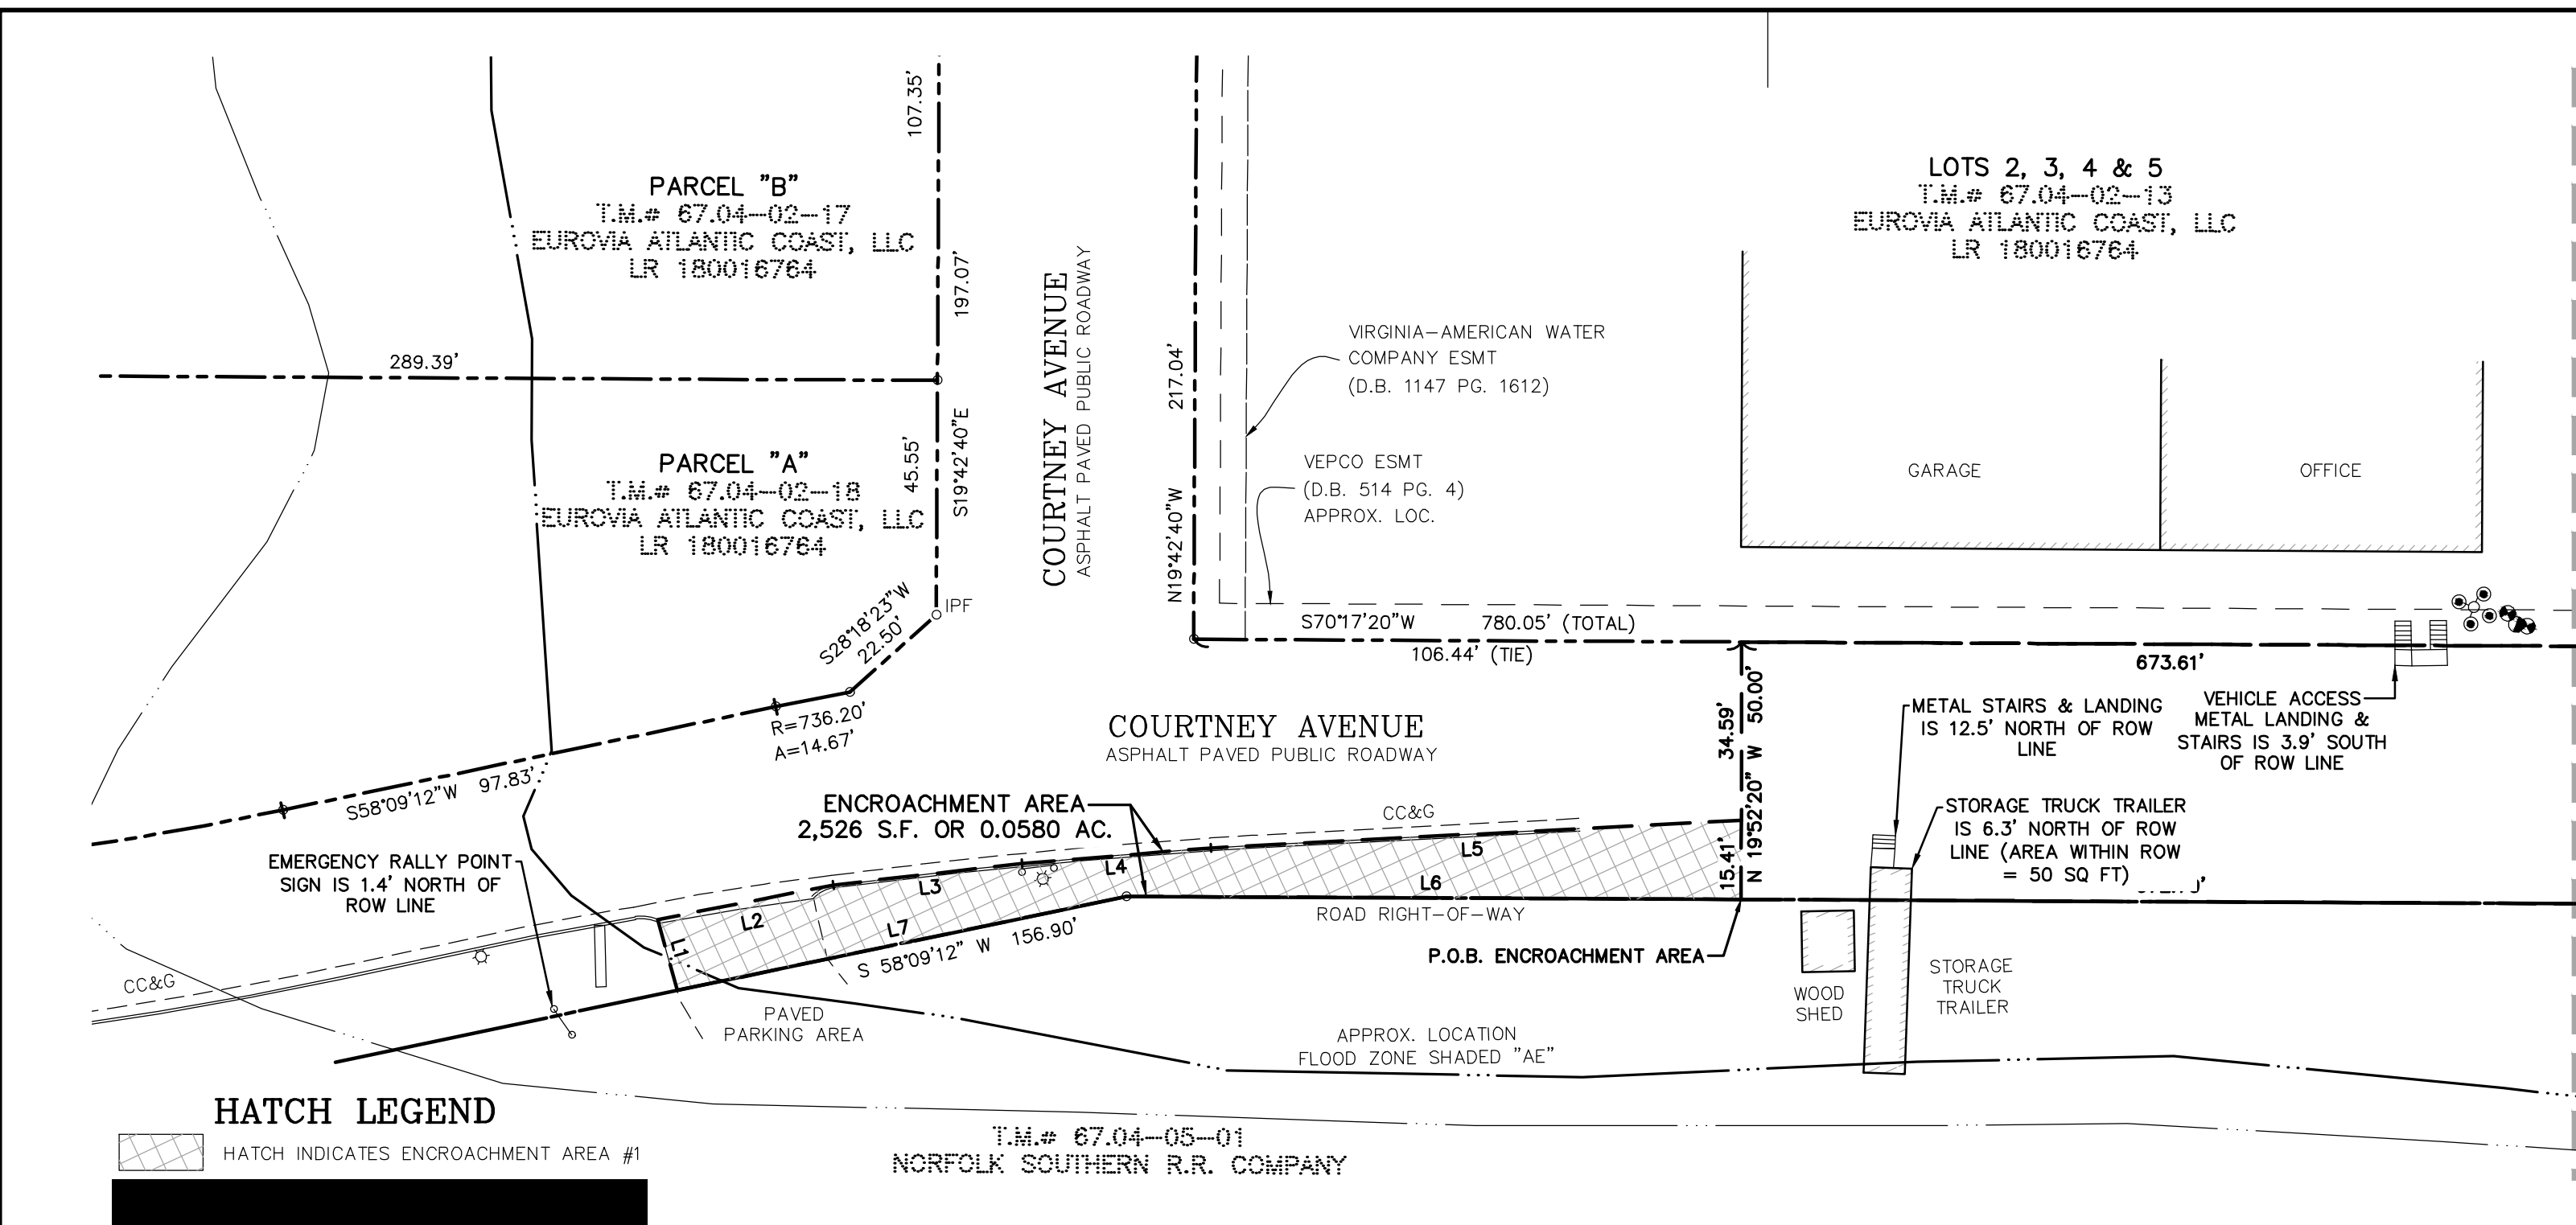 107.35'
PARCEL "B"
T.M.# 67.04-02-17
EUROVIA ATLANTIC COAST, LLC
LR 180016764
197.07'
289.39'
PARCEL "A"
T.M.# 67.04-02-18
EUROVIA ATLANTIC COAST, LLC
LR 180016764
45.55'
S19°42'40"E
IPF
S28°18'23"W
22.50'
R=736.20'
A=14.67'
S58°09'12"W 97.83'
COURTNEY AVENUE
ASPHALT PAVED PUBLIC ROADWAY
217.04'
N19°42'40"W
VIRGINIA-AMERICAN WATER
COMPANY ESMT
(D.B. 1147 PG. 1612)
VEPCO ESMT
(D.B. 514 PG. 4)
APPROX. LOC.
LOTS 2, 3, 4 & 5
T.M.# 67.04-02-13
EUROVIA ATLANTIC COAST, LLC
LR 180016764
GARAGE
OFFICE
S70°17'20"W 780.05' (TOTAL)
106.44' (TIE)
673.61'
COURTNEY AVENUE
ASPHALT PAVED PUBLIC ROADWAY
34.59'
15.41'
N 19°52'20" W 50.00'
METAL STAIRS & LANDING
IS 12.5' NORTH OF ROW
LINE
VEHICLE ACCESS
METAL LANDING &
STAIRS IS 3.9' SOUTH
OF ROW LINE
STORAGE TRUCK TRAILER
IS 6.3' NORTH OF ROW
LINE (AREA WITHIN ROW
= 50 SQ FT)
ENCROACHMENT AREA
2,526 S.F. OR 0.0580 AC.
CC&G
EMERGENCY RALLY POINT
SIGN IS 1.4' NORTH OF
ROW LINE
L1
L2
L3
L4
L5
L6
L7
S 58°09'12" W 156.90'
ROAD RIGHT-OF-WAY
P.O.B. ENCROACHMENT AREA
CC&G
PAVED
PARKING AREA
WOOD
SHED
STORAGE
TRUCK
TRAILER
APPROX. LOCATION
FLOOD ZONE SHADED "AE"
HATCH LEGEND
HATCH INDICATES ENCROACHMENT AREA #1
T.M.# 67.04-05-01
NORFOLK SOUTHERN R.R. COMPANY